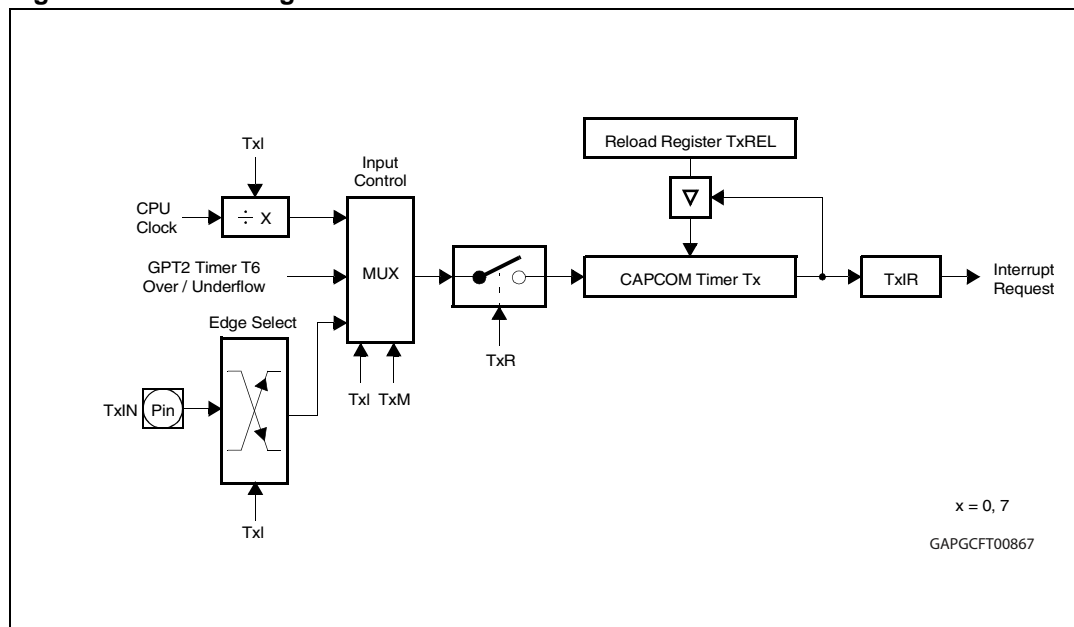 Reload Register TxREL
TxI
Input
Control
CPU
Clock
÷ X
GPT2 Timer T6
Over / Underflow
MUX
CAPCOM Timer Tx
TxIR
Interrupt
Request
Edge Select
TxR
TxI TxM
TxIN
Pin
TxI
x = 0, 7
GAPGCFT00867